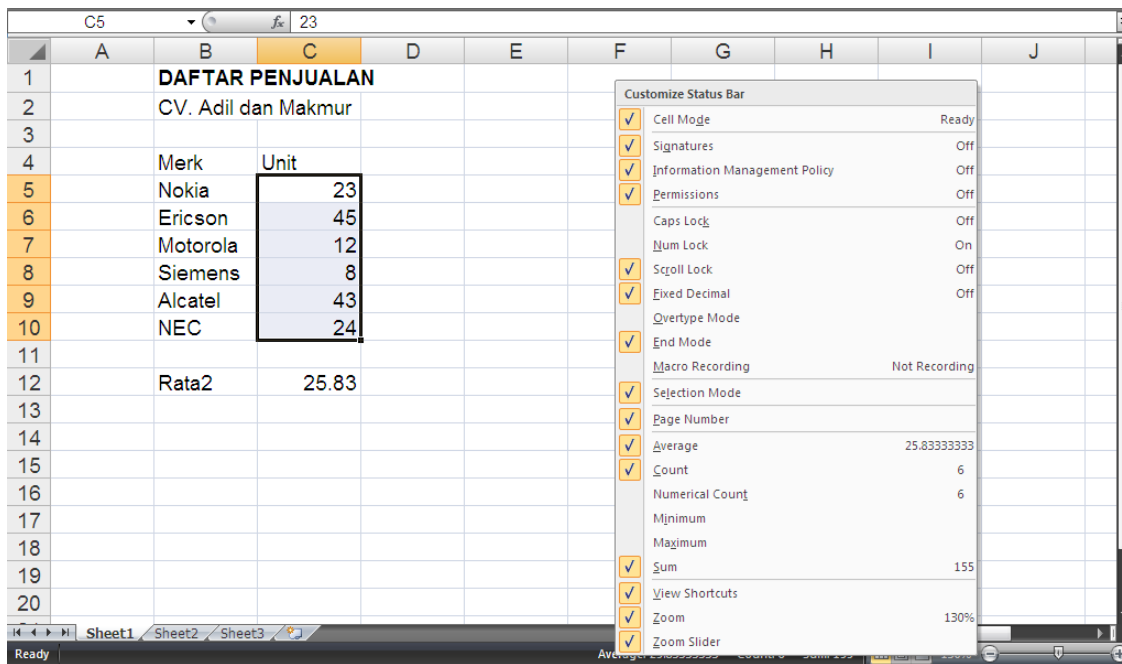 C5 fx 23
A B C D E F G H I J
1 DAFTAR PENJUALAN
2 CV. Adil dan Makmur
3
4 Merk Unit
5 Nokia 23
6 Ericson 45
7 Motorola 12
8 Siemens 8
9 Alcatel 43
10 NEC 24
11
12 Rata2 25.83
13
14
15
16
17
18
19
20
Customize Status Bar
Cell Mode Ready
Signatures Off
Information Management Policy Off
Permissions Off
Caps Lock Off
Num Lock On
Scroll Lock Off
Fixed Decimal Off
Overtype Mode
End Mode
Macro Recording Not Recording
Selection Mode
Page Number
Average 25.83333333
Count 6
Numerical Count 6
Minimum
Maximum
Sum 155
View Shortcuts
Zoom 130%
Zoom Slider
Sheet1 Sheet2 Sheet3
Ready